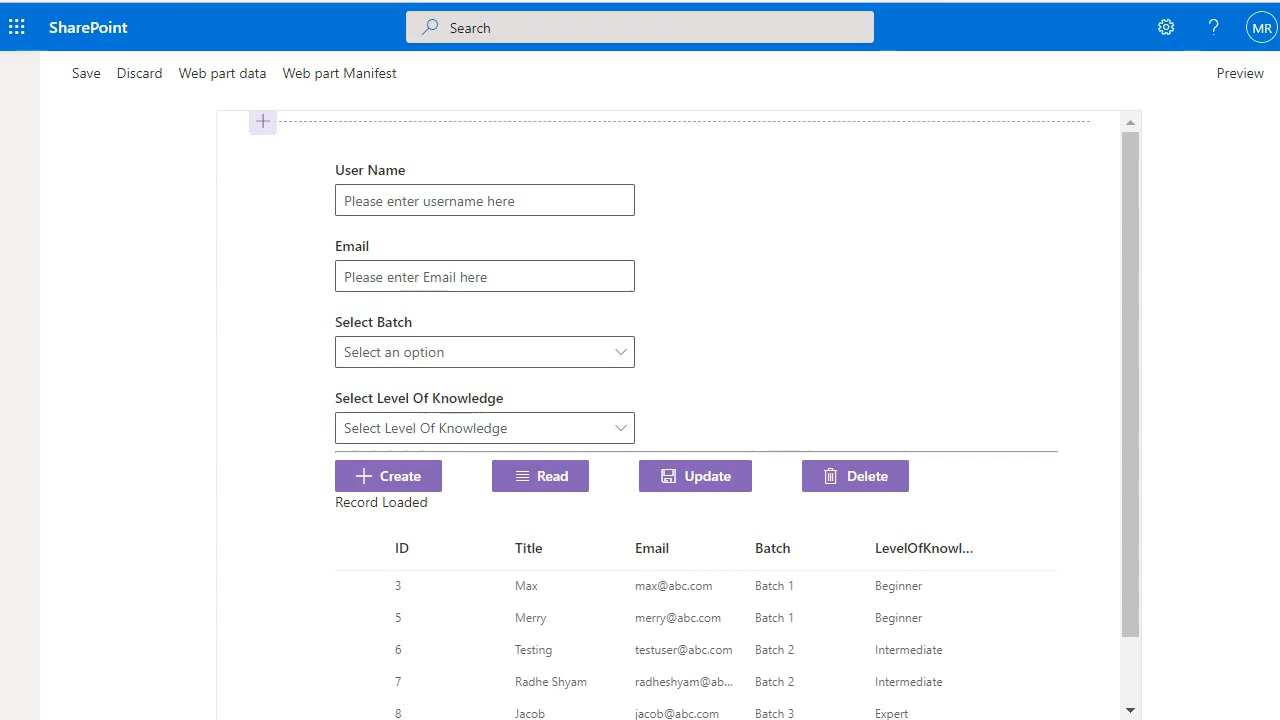 SharePoint
Search
MR
Save Discard Web part data Web part Manifest Preview
User Name
Please enter username here
Email
Please enter Email here
Select Batch
Select an option
Select Level Of Knowledge
Select Level Of Knowledge
Create Read Update Delete
Record Loaded
ID Title Email Batch LevelOfKnowl...
3 Max max@abc.com Batch 1 Beginner
5 Merry merry@abc.com Batch 1 Beginner
6 Testing testuser@abc.com Batch 2 Intermediate
7 Radhe Shyam radheshyam@ab... Batch 2 Intermediate
8 Jacob jacob@abc.com Batch 3 Expert